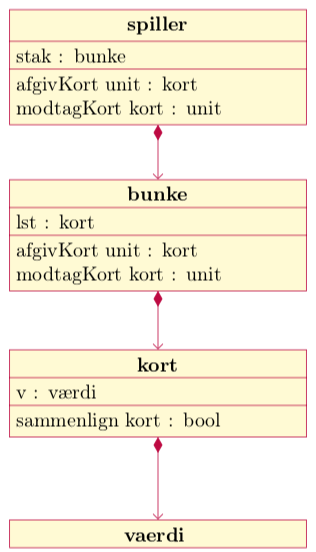 spiller
stak : bunke
afgivKort unit : kort
modtagKort kort : unit
bunke
lst : kort
afgivKort unit : kort
modtagKort kort : unit
kort
v : værdi
sammenlign kort : bool
vaerdi